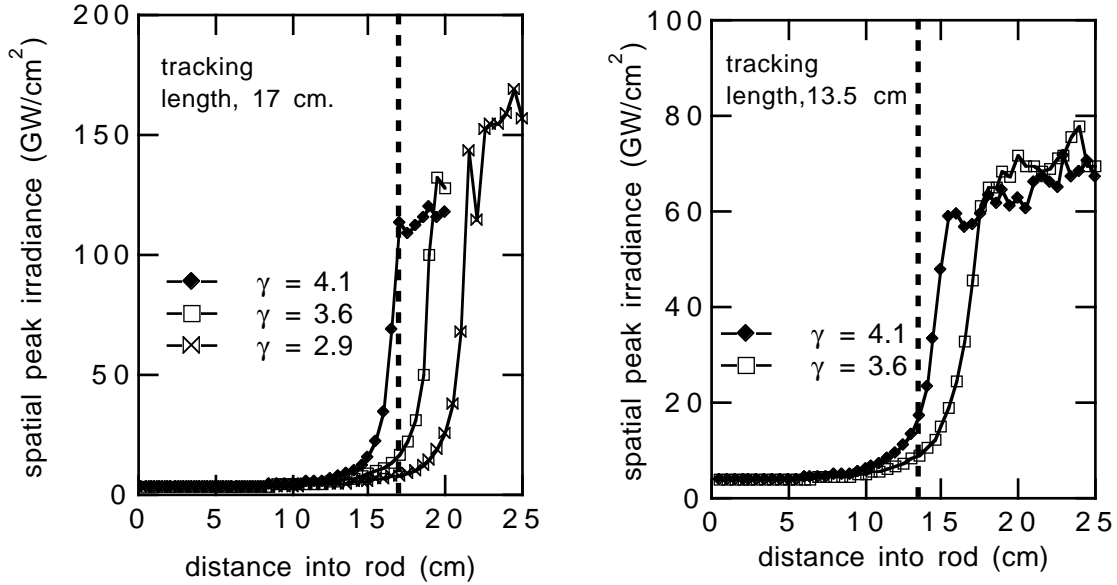 spatial peak irradiance (GW/cm²)
200
150
100
50
0
tracking
length, 17 cm.
γ = 4.1
γ = 3.6
γ = 2.9
0 5 10 15 20 25
distance into rod (cm)
spatial peak irradiance (GW/cm²)
100
80
60
40
20
0
tracking
length,13.5 cm
γ = 4.1
γ = 3.6
0 5 10 15 20 25
distance into rod (cm)